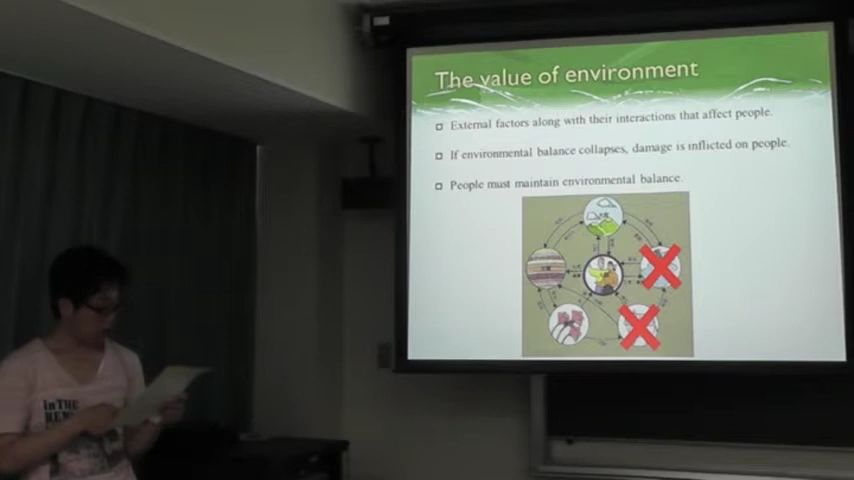 The value of environment
External factors along with their interactions that affect people.
If environmental balance collapses, damage is inflicted on people.
People must maintain environmental balance.
inTHE